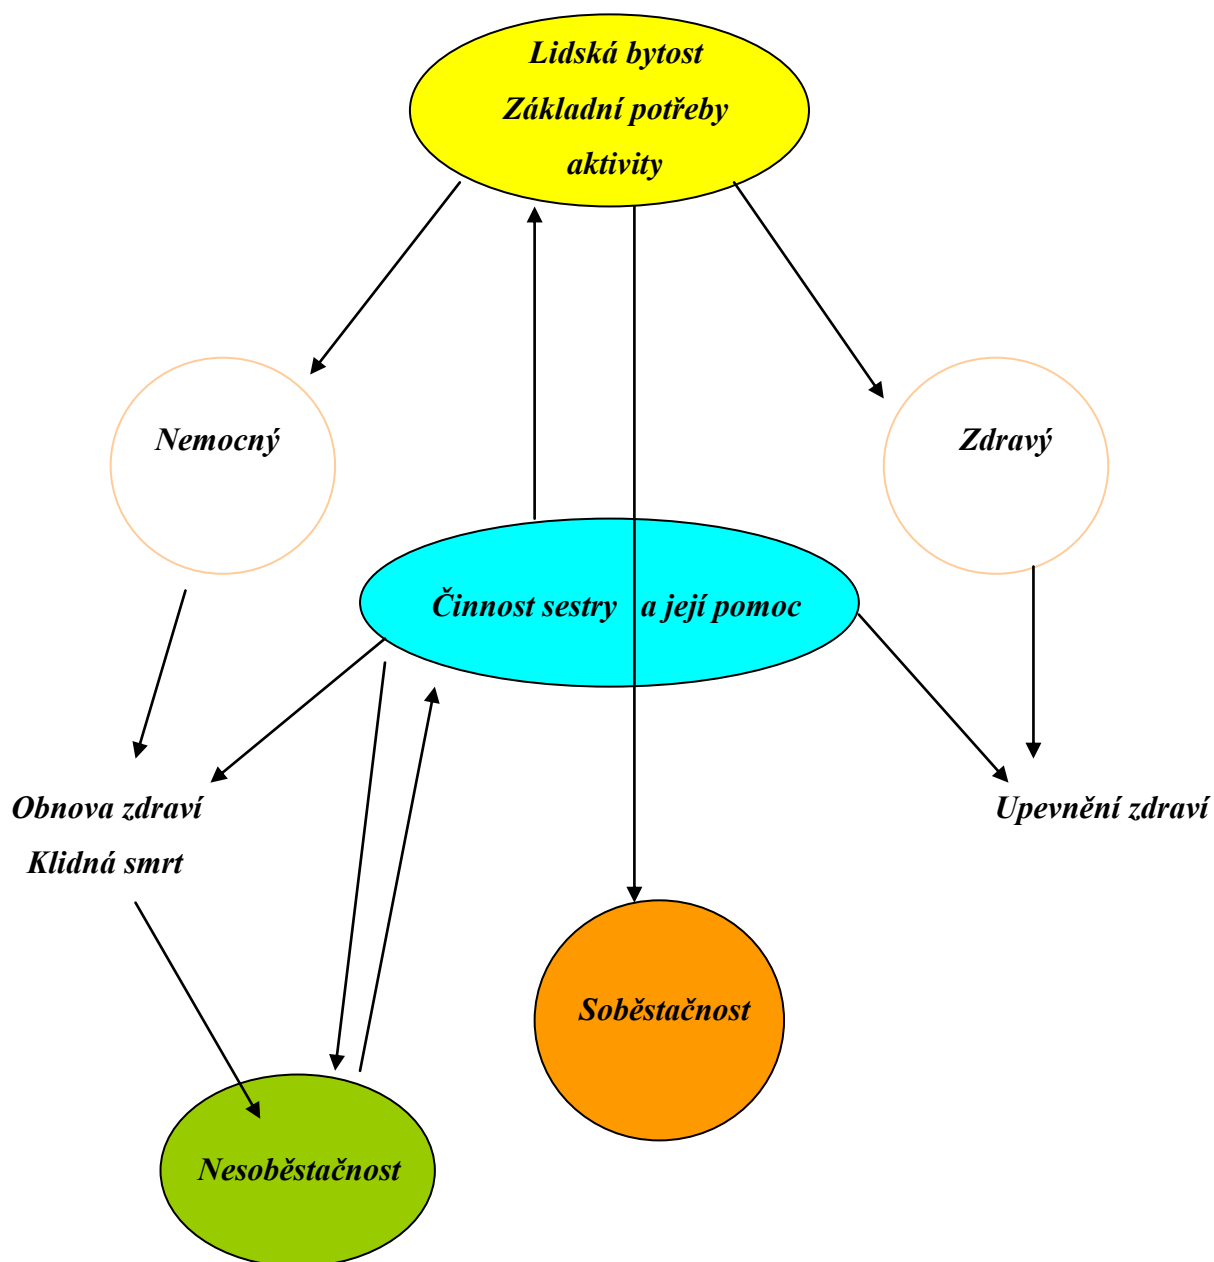 Lidská bytost
Základní potřeby
aktivity
Nemocný
Zdravý
Činnost sestry a její pomoc
Obnova zdraví
Klidná smrt
Upevnění zdraví
Soběstačnost
Nesoběstačnost